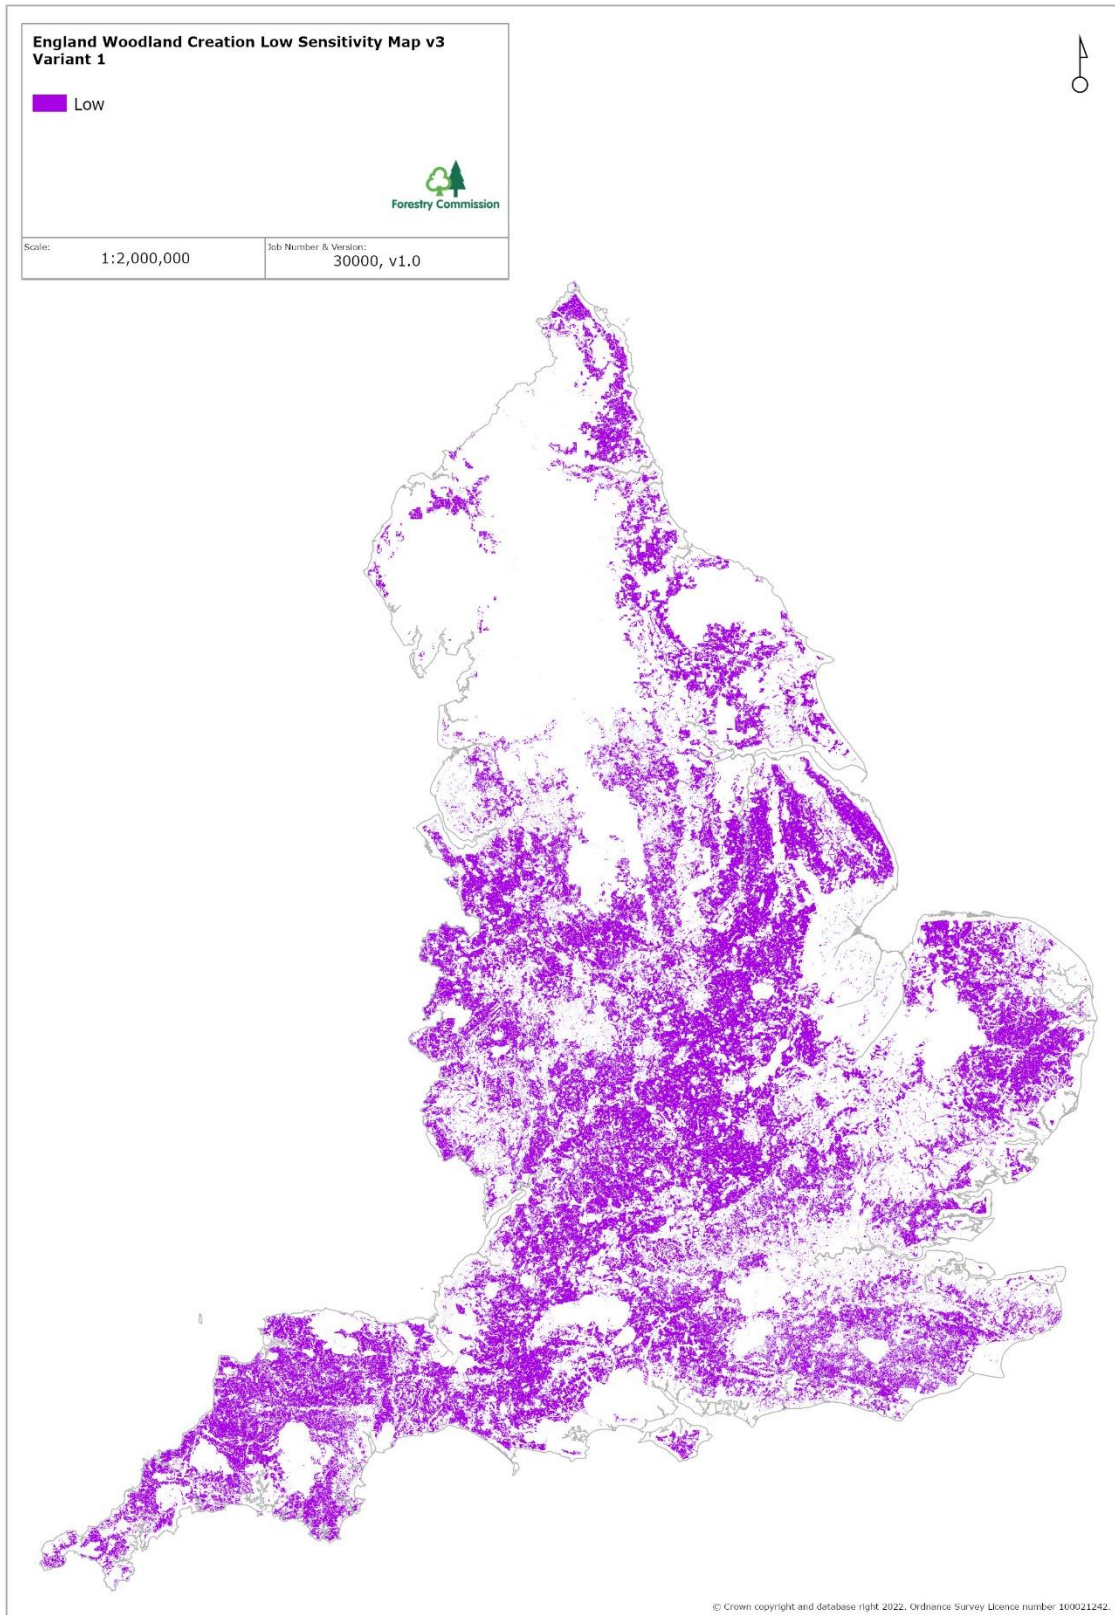 England Woodland Creation Low Sensitivity Map v3
Variant 1
Low
Forestry Commission
Scale:
1:2,000,000
Job Number & Version:
30000, v1.0
© Crown copyright and database right 2022. Ordnance Survey Licence number 100021242.